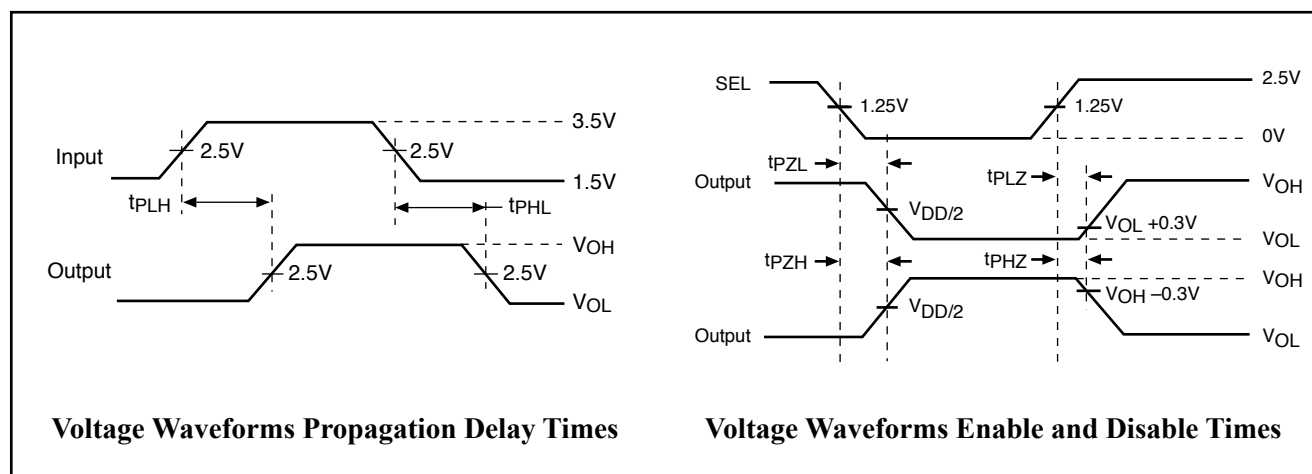 3.5V
Input
2.5V
2.5V
1.5V
tPLH
tPHL
VOH
Output
2.5V
2.5V
VOL
Voltage Waveforms Propagation Delay Times
SEL
2.5V
1.25V
1.25V
0V
tPZL
tPLZ
Output
VOH
VDD/2
VOL +0.3V
VOL
tPZH
tPHZ
VOH
VOH –0.3V
VDD/2
Output
VOL
Voltage Waveforms Enable and Disable Times